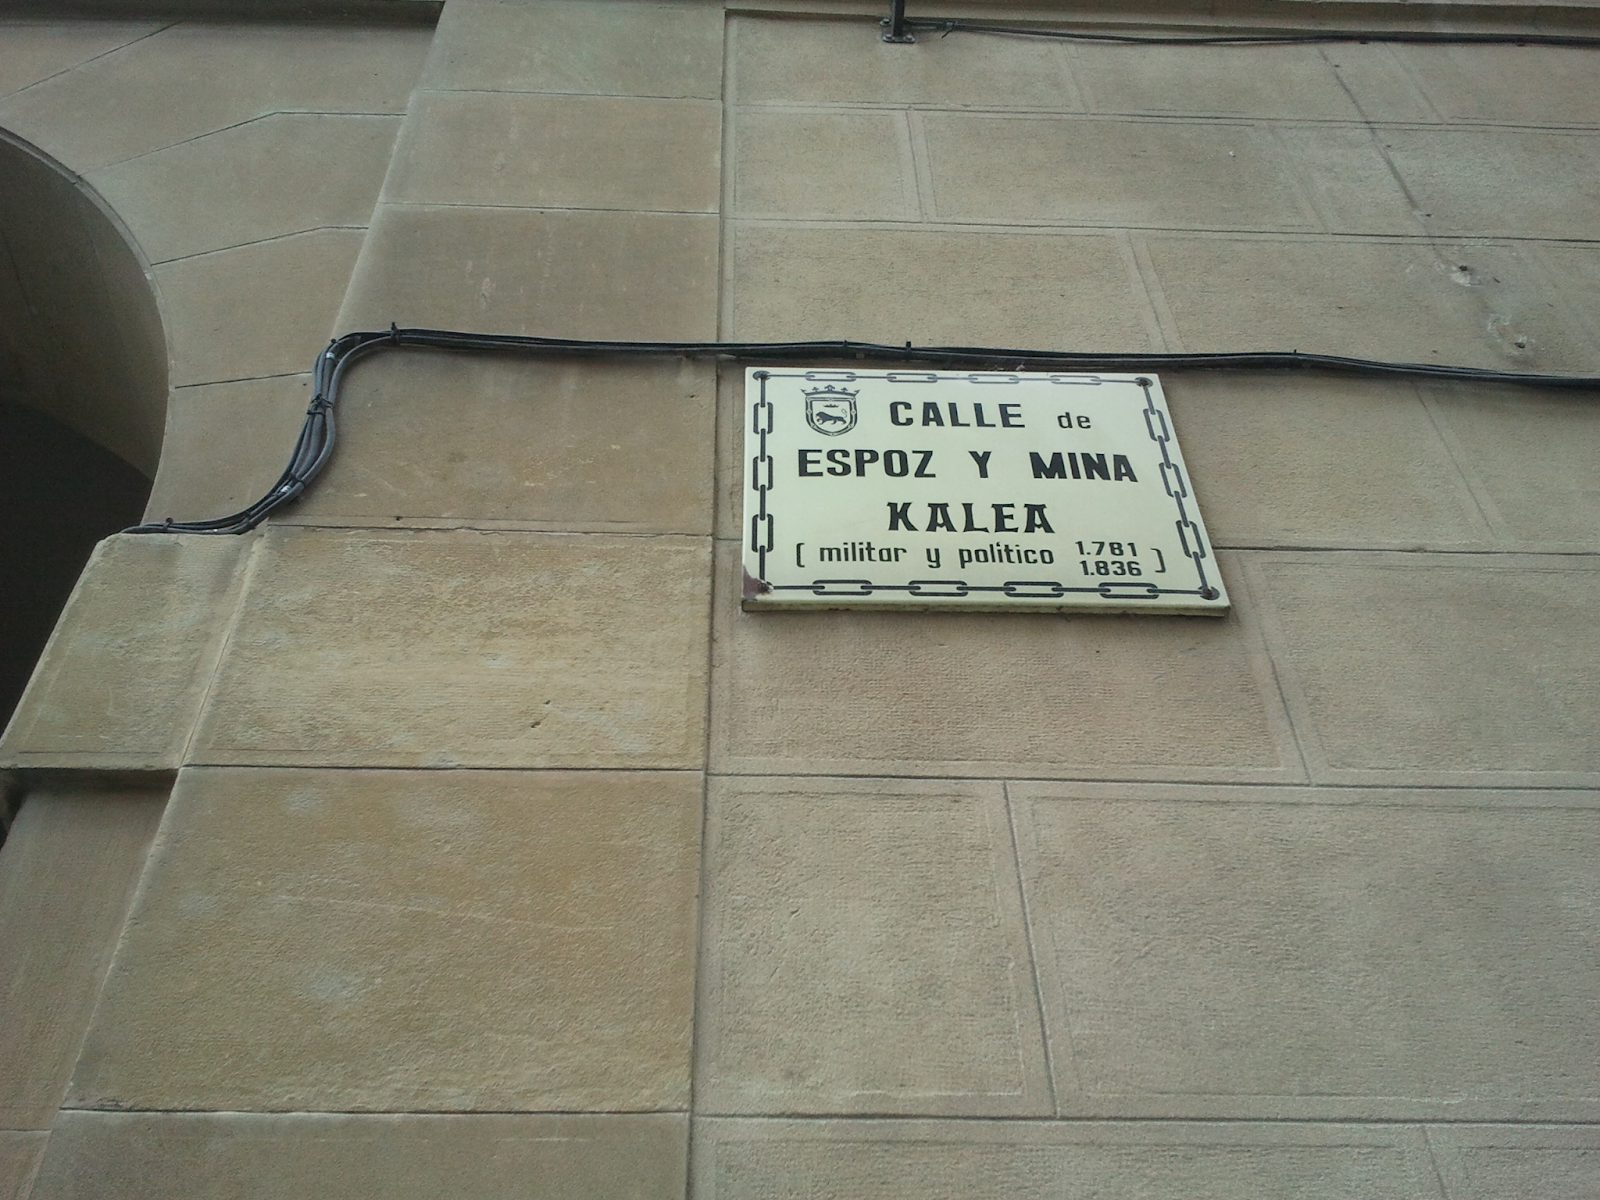 CALLE de
ESPOZ Y MINA
KALEA
( militar y político 1.781
1.836 )